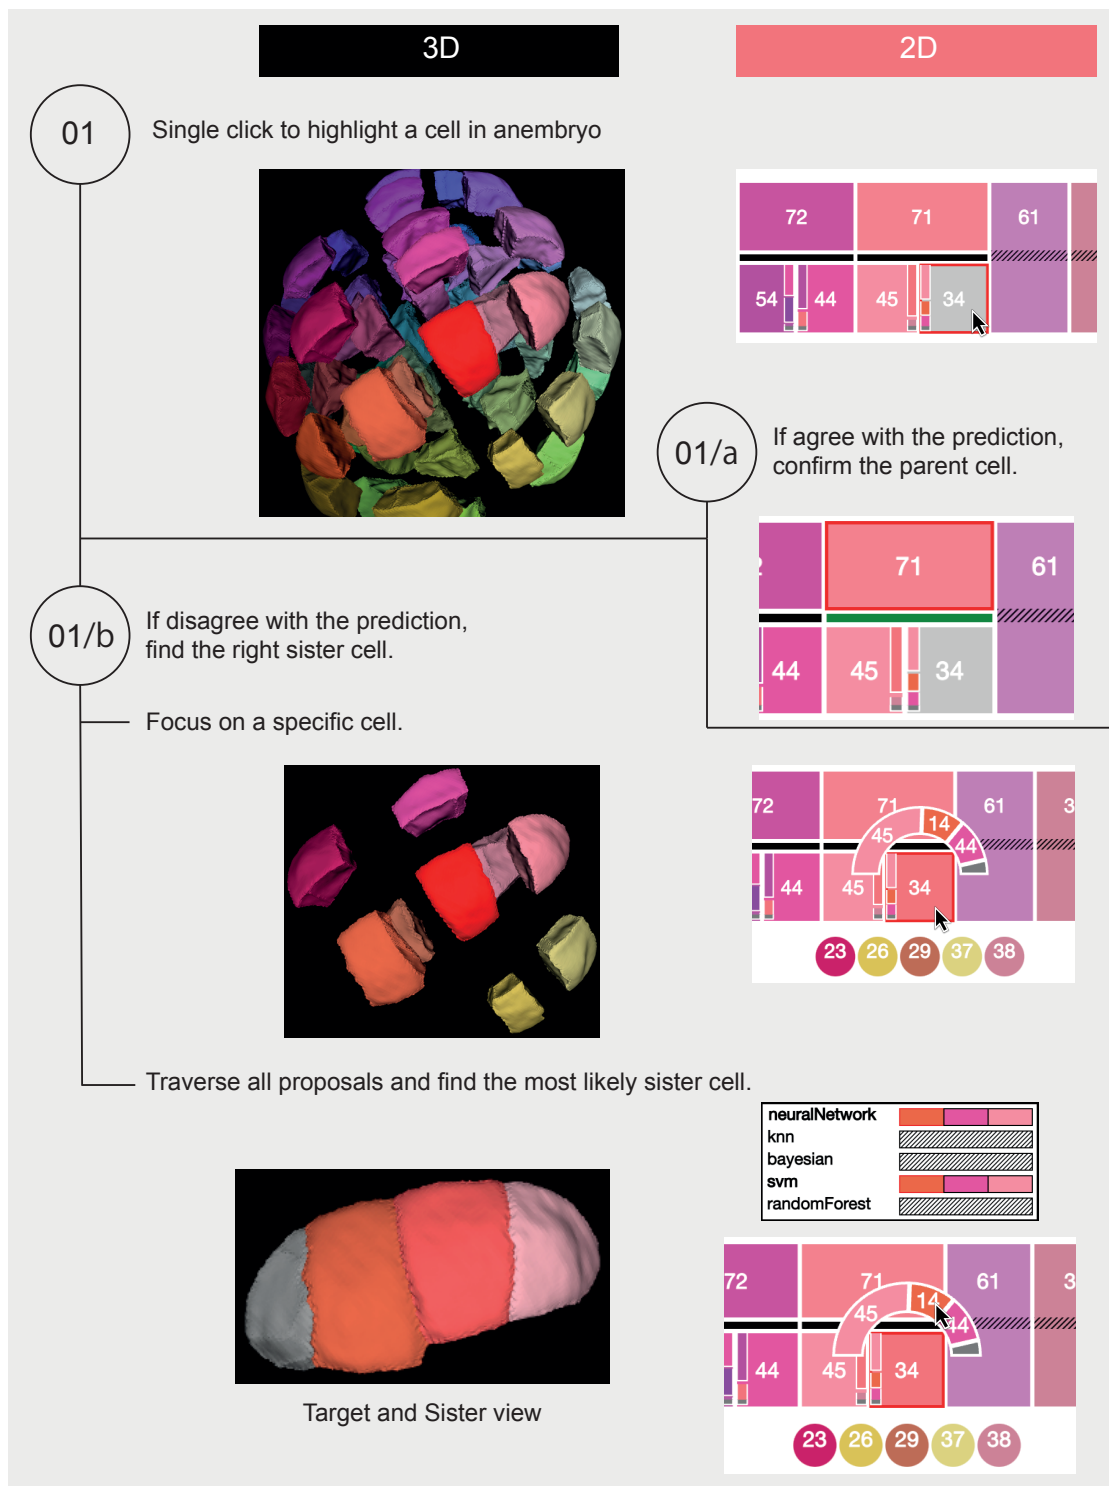 3D
2D
01
Single click to highlight a cell in anembryo
72 71 61
54 44 45 34
01/a
If agree with the prediction,
confirm the parent cell.
71 61
44 45 34
01/b
If disagree with the prediction,
find the right sister cell.
Focus on a specific cell.
72 71 61 3
45 14 44
44 45 34
23 26 29 37 38
Traverse all proposals and find the most likely sister cell.
neuralNetwork
knn
bayesian
svm
randomForest
72 71 61 3
45 14 44
44 45 34
23 26 29 37 38
Target and Sister view